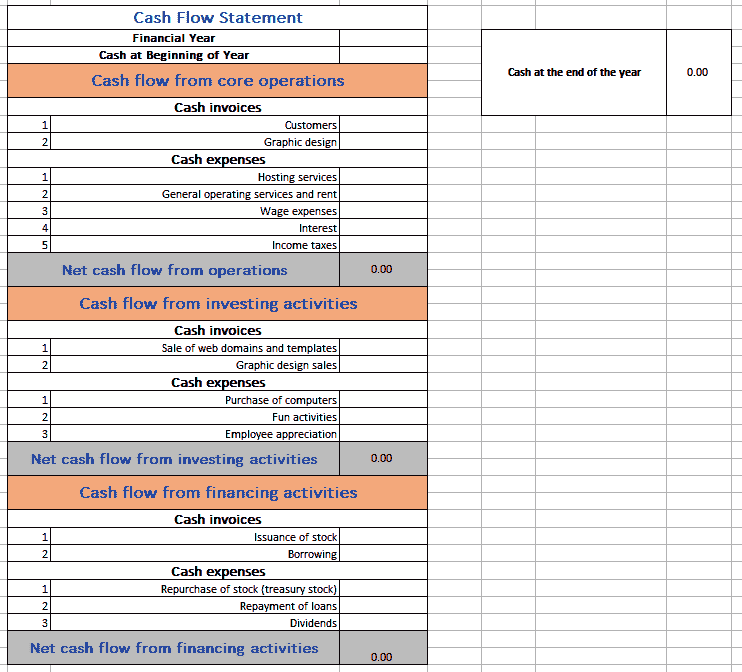 Cash Flow Statement
Financial Year
Cash at Beginning of Year
Cash at the end of the year 0.00
Cash flow from core operations
Cash invoices
1 Customers
2 Graphic design
Cash expenses
1 Hosting services
2 General operating services and rent
3 Wage expenses
4 Interest
5 Income taxes
Net cash flow from operations 0.00
Cash flow from investing activities
Cash invoices
1 Sale of web domains and templates
2 Graphic design sales
Cash expenses
1 Purchase of computers
2 Fun activities
3 Employee appreciation
Net cash flow from investing activities 0.00
Cash flow from financing activities
Cash invoices
1 Issuance of stock
2 Borrowing
Cash expenses
1 Repurchase of stock (treasury stock)
2 Repayment of loans
3 Dividends
Net cash flow from financing activities 0.00